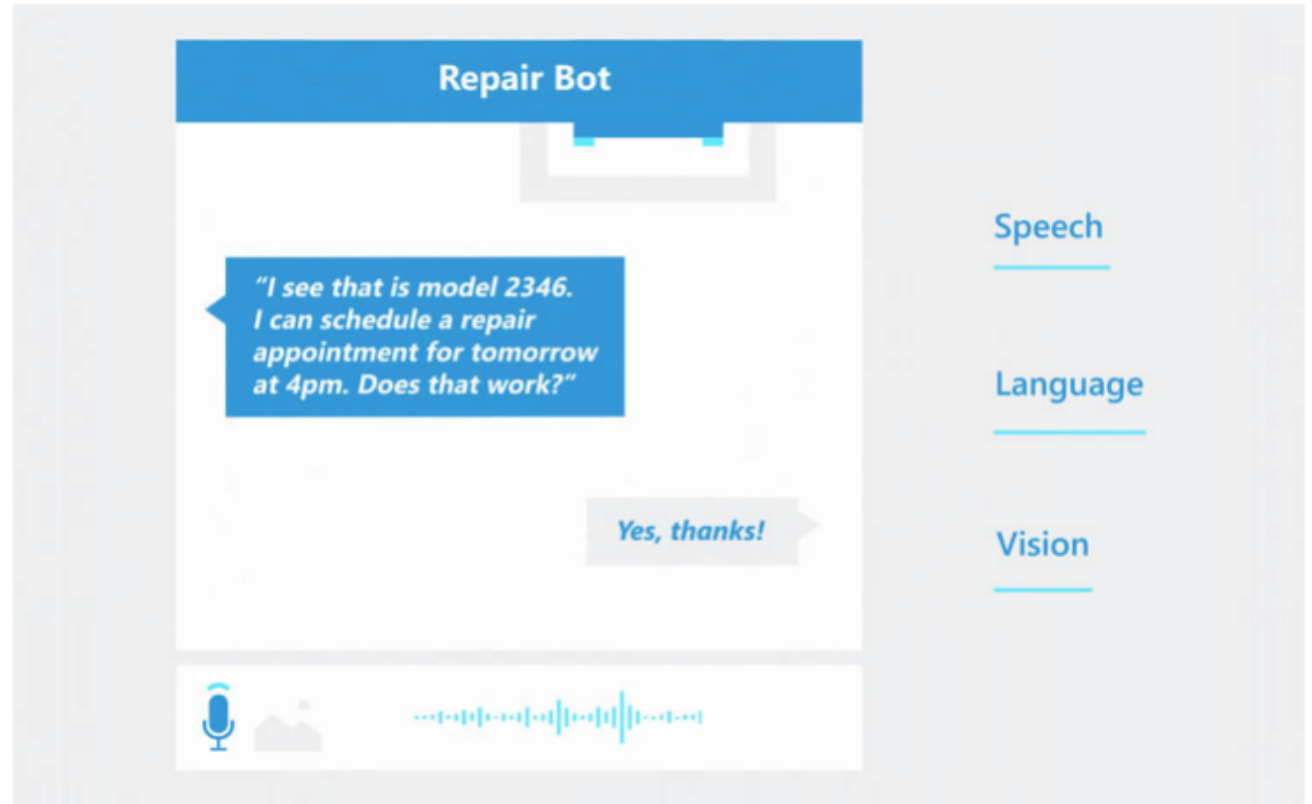 Repair Bot
“I see that is model 2346.
I can schedule a repair
appointment for tomorrow
at 4pm. Does that work?”
Yes, thanks!
Speech
Language
Vision